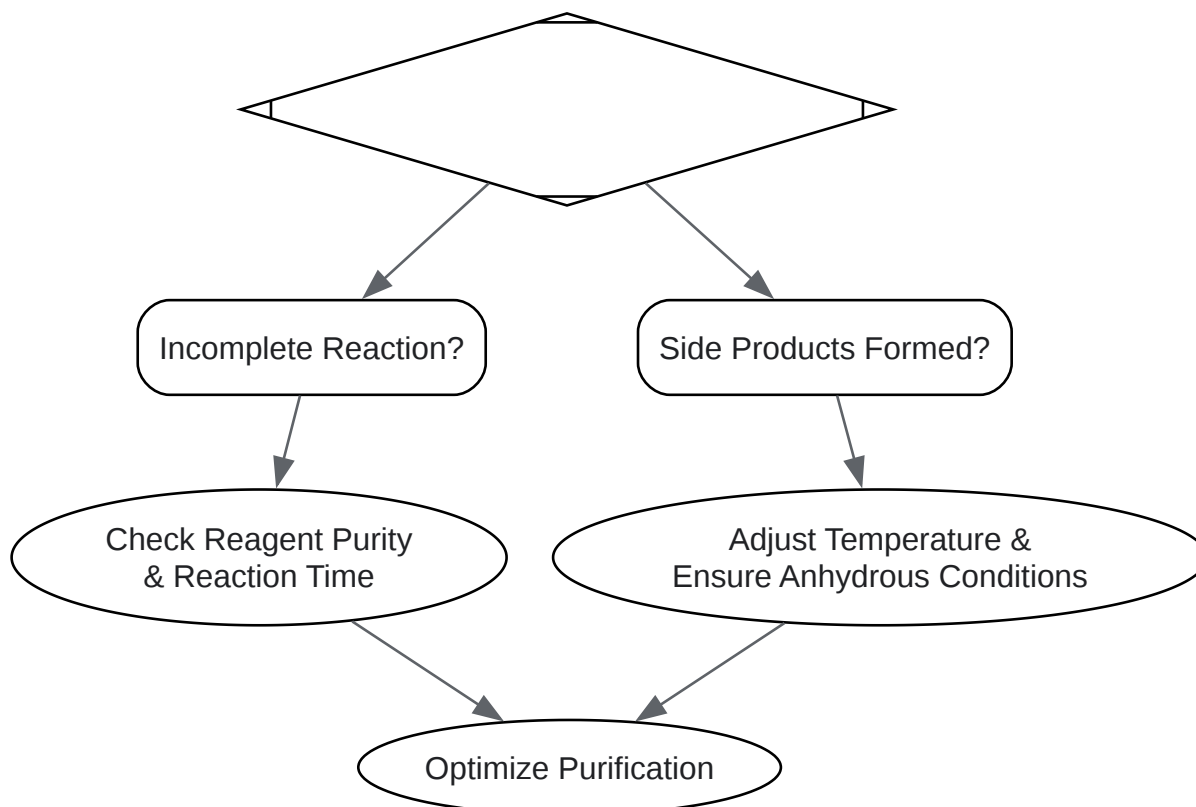 Incomplete Reaction?
Side Products Formed?
Check Reagent Purity
& Reaction Time
Adjust Temperature &
Ensure Anhydrous Conditions
Optimize Purification